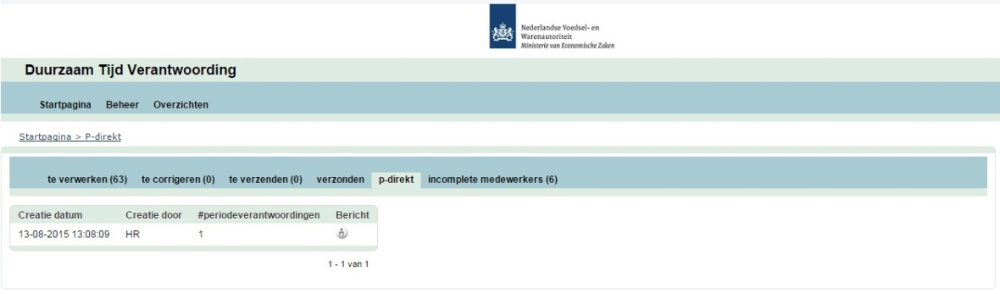 Nederlandse Voedsel- en
Warenautoriteit
Ministerie van Economische Zaken
Duurzaam Tijd Verantwoording
Startpagina Beheer Overzichten
Startpagina > P-direkt
te verwerken (63) te corrigeren (0) te verzenden (0) verzonden p-direkt incomplete medewerkers (6)
Creatie datum Creatie door #periodeverantwoordingen Bericht
13-08-2015 13:08:09 HR 1
1 - 1 van 1